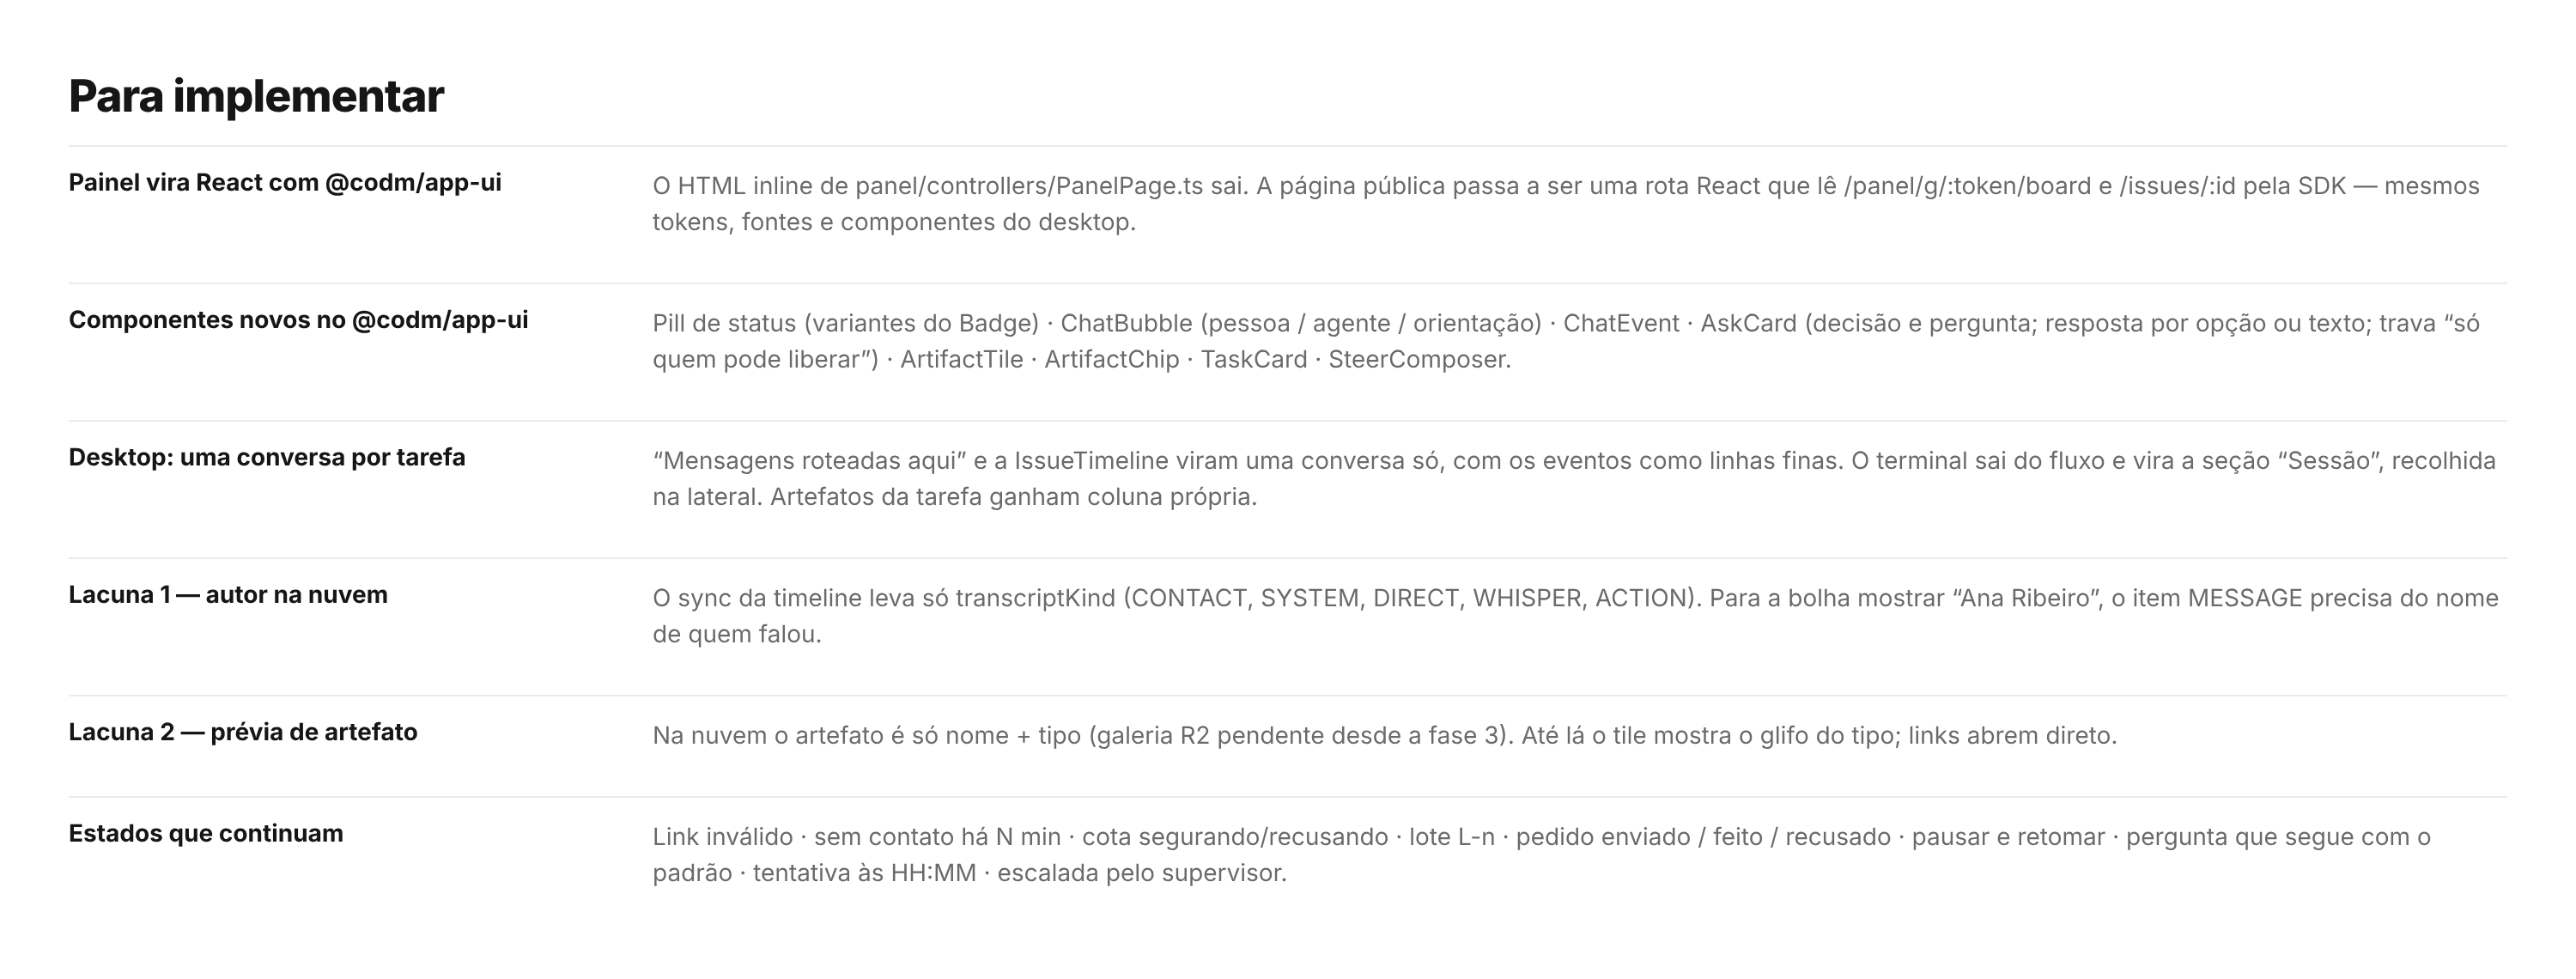 Para implementar
Painel vira React com @codm/app-ui
O HTML inline de panel/controllers/PanelPage.ts sai. A página pública passa a ser uma rota React que lê /panel/g/:token/board e /issues/:id pela SDK — mesmos
tokens, fontes e componentes do desktop.
Componentes novos no @codm/app-ui
Pill de status (variantes do Badge) · ChatBubble (pessoa / agente / orientação) · ChatEvent · AskCard (decisão e pergunta; resposta por opção ou texto; trava “só
quem pode liberar”) · ArtifactTile · ArtifactChip · TaskCard · SteerComposer.
Desktop: uma conversa por tarefa
“Mensagens roteadas aqui” e a IssueTimeline viram uma conversa só, com os eventos como linhas finas. O terminal sai do fluxo e vira a seção “Sessão”, recolhida
na lateral. Artefatos da tarefa ganham coluna própria.
Lacuna 1 — autor na nuvem
O sync da timeline leva só transcriptKind (CONTACT, SYSTEM, DIRECT, WHISPER, ACTION). Para a bolha mostrar “Ana Ribeiro”, o item MESSAGE precisa do nome
de quem falou.
Lacuna 2 — prévia de artefato
Na nuvem o artefato é só nome + tipo (galeria R2 pendente desde a fase 3). Até lá o tile mostra o glifo do tipo; links abrem direto.
Estados que continuam
Link inválido · sem contato há N min · cota segurando/recusando · lote L-n · pedido enviado / feito / recusado · pausar e retomar · pergunta que segue com o
padrão · tentativa às HH:MM · escalada pelo supervisor.